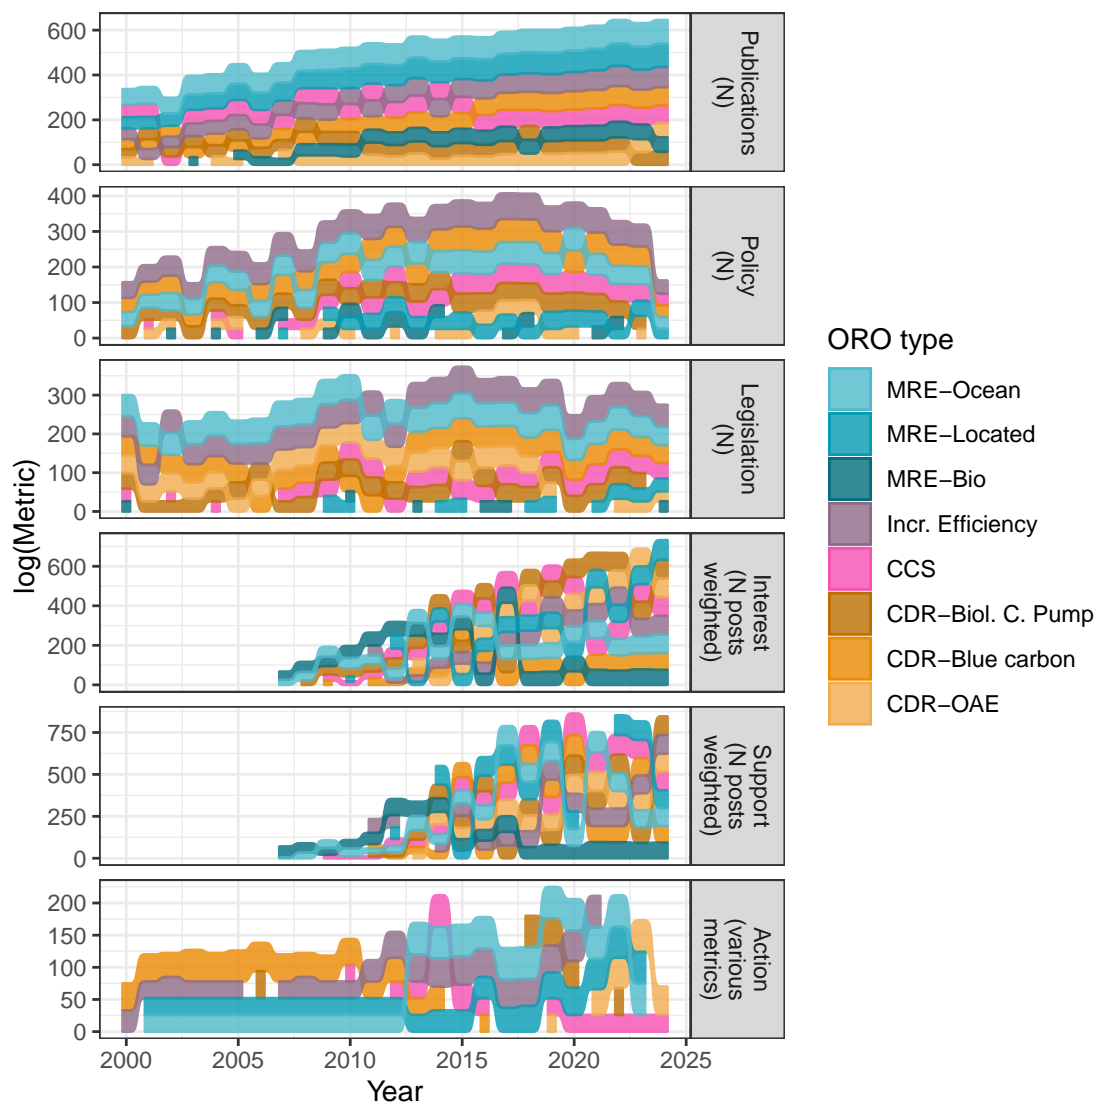 600
400
200
0
Publications
(N)
400
300
200
100
0
Policy
(N)
300
200
100
0
Legislation
(N)
600
400
200
0
Interest
(N posts
weighted)
750
500
250
0
Support
(N posts
weighted)
200
150
100
50
0
Action
(various
metrics)
2000
2005
2010
2015
2020
2025
Year
log(Metric)
ORO type
MRE−Ocean
MRE−Located
MRE−Bio
Incr. Efficiency
CCS
CDR−Biol. C. Pump
CDR−Blue carbon
CDR−OAE